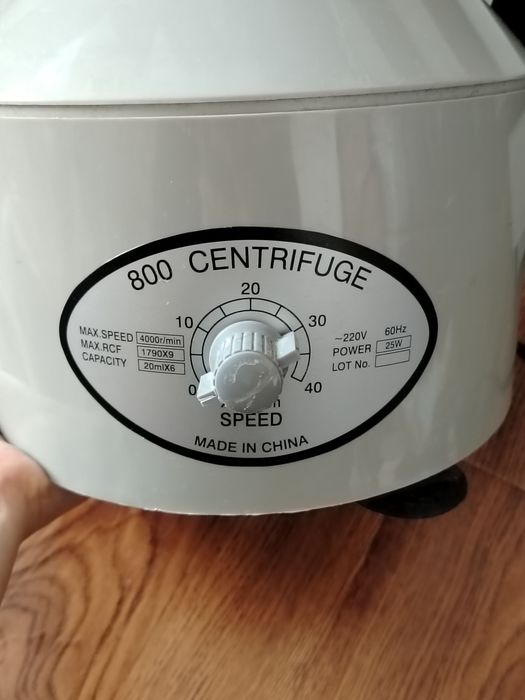 800 CENTRIFUGE
20
10
30
0
40
MAX.SPEED 4000r/min
MAX.RCF 1790X9
CAPACITY 20mlX6
~220V 60Hz
POWER 25W
LOT No.
SPEED
MADE IN CHINA